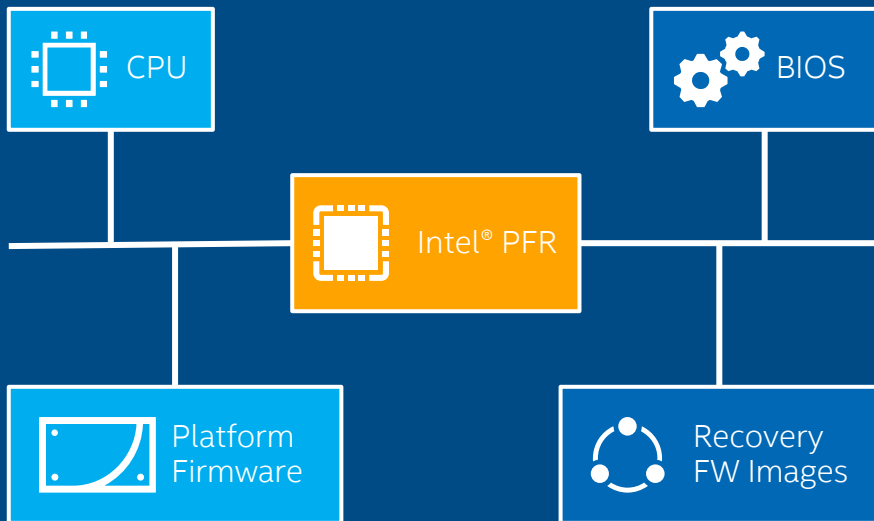 CPU
BIOS
Intel® PFR
Platform
Firmware
Recovery
FW Images